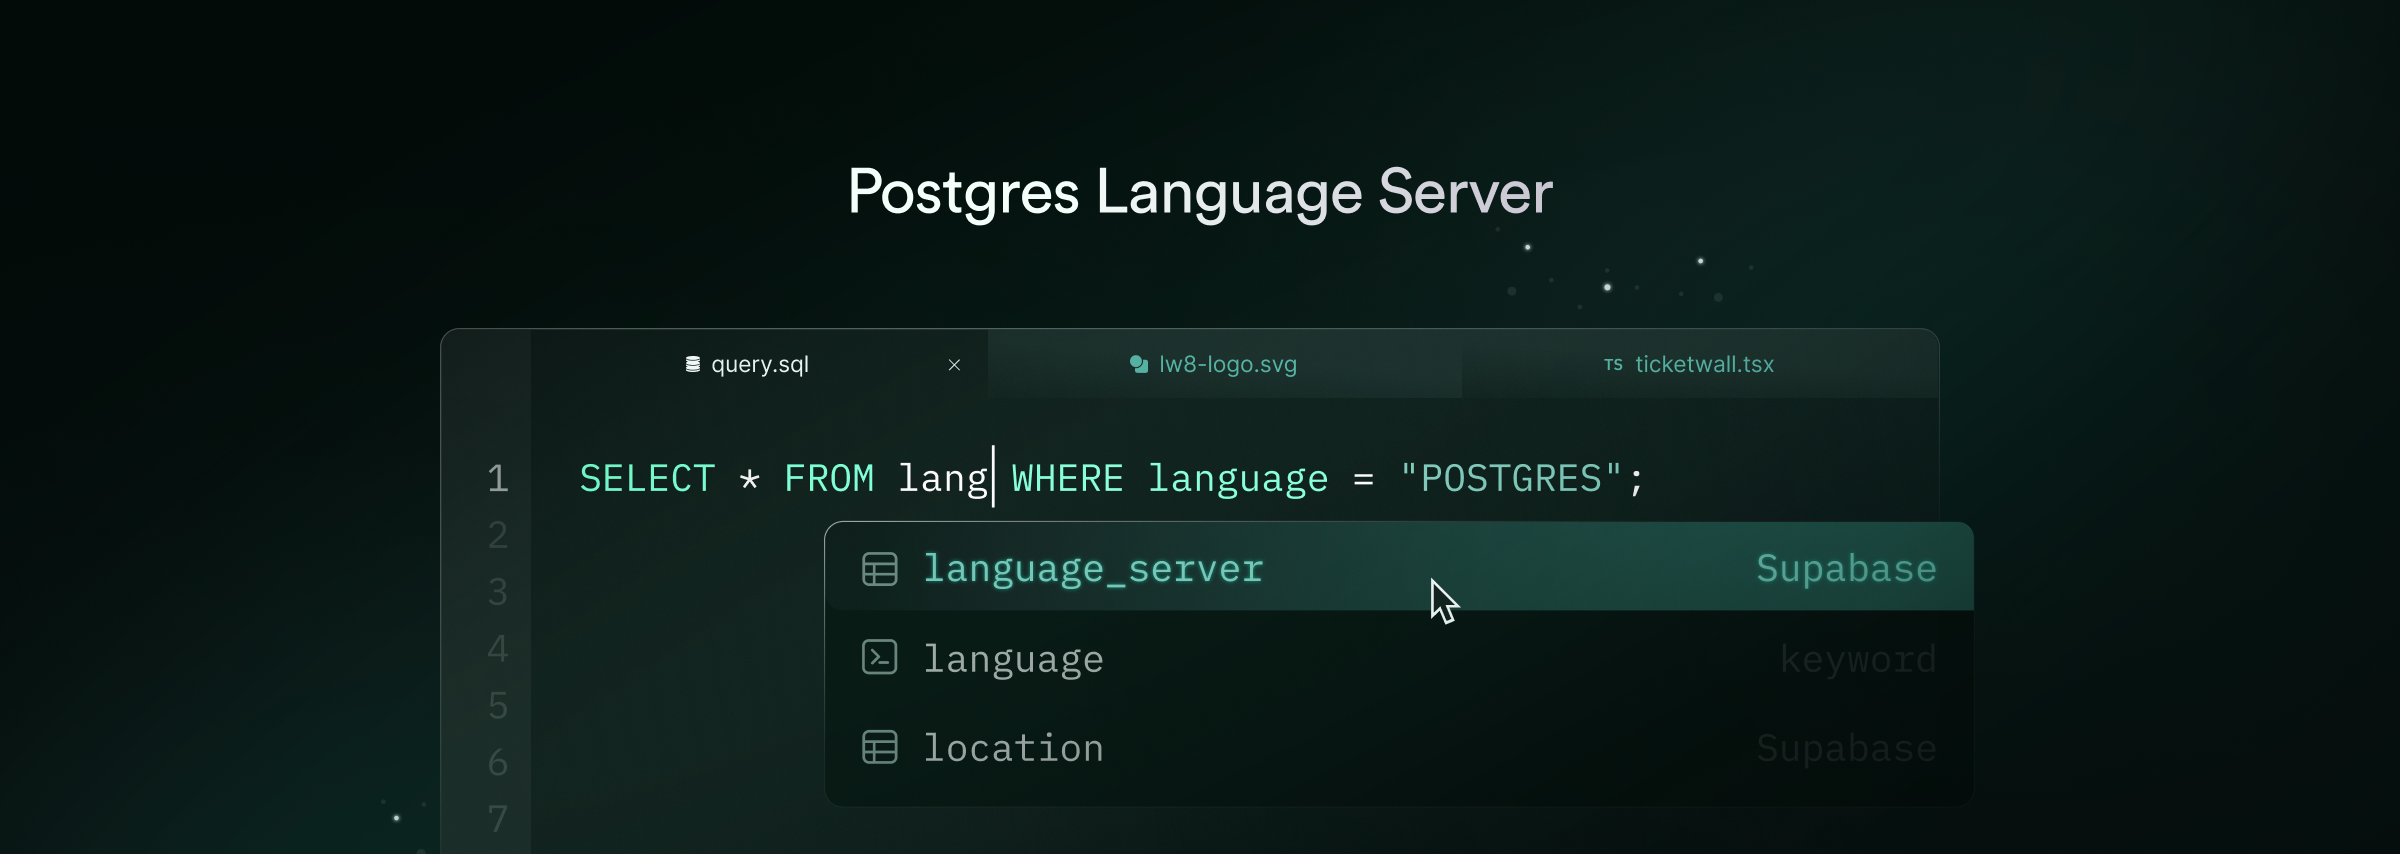 Postgres Language Server
query.sql × lw8-logo.svg TS ticketwall.tsx
1 SELECT * FROM lang WHERE language = "POSTGRES";
2
3
4
5
6
7
language_server Supabase
language keyword
location Supabase